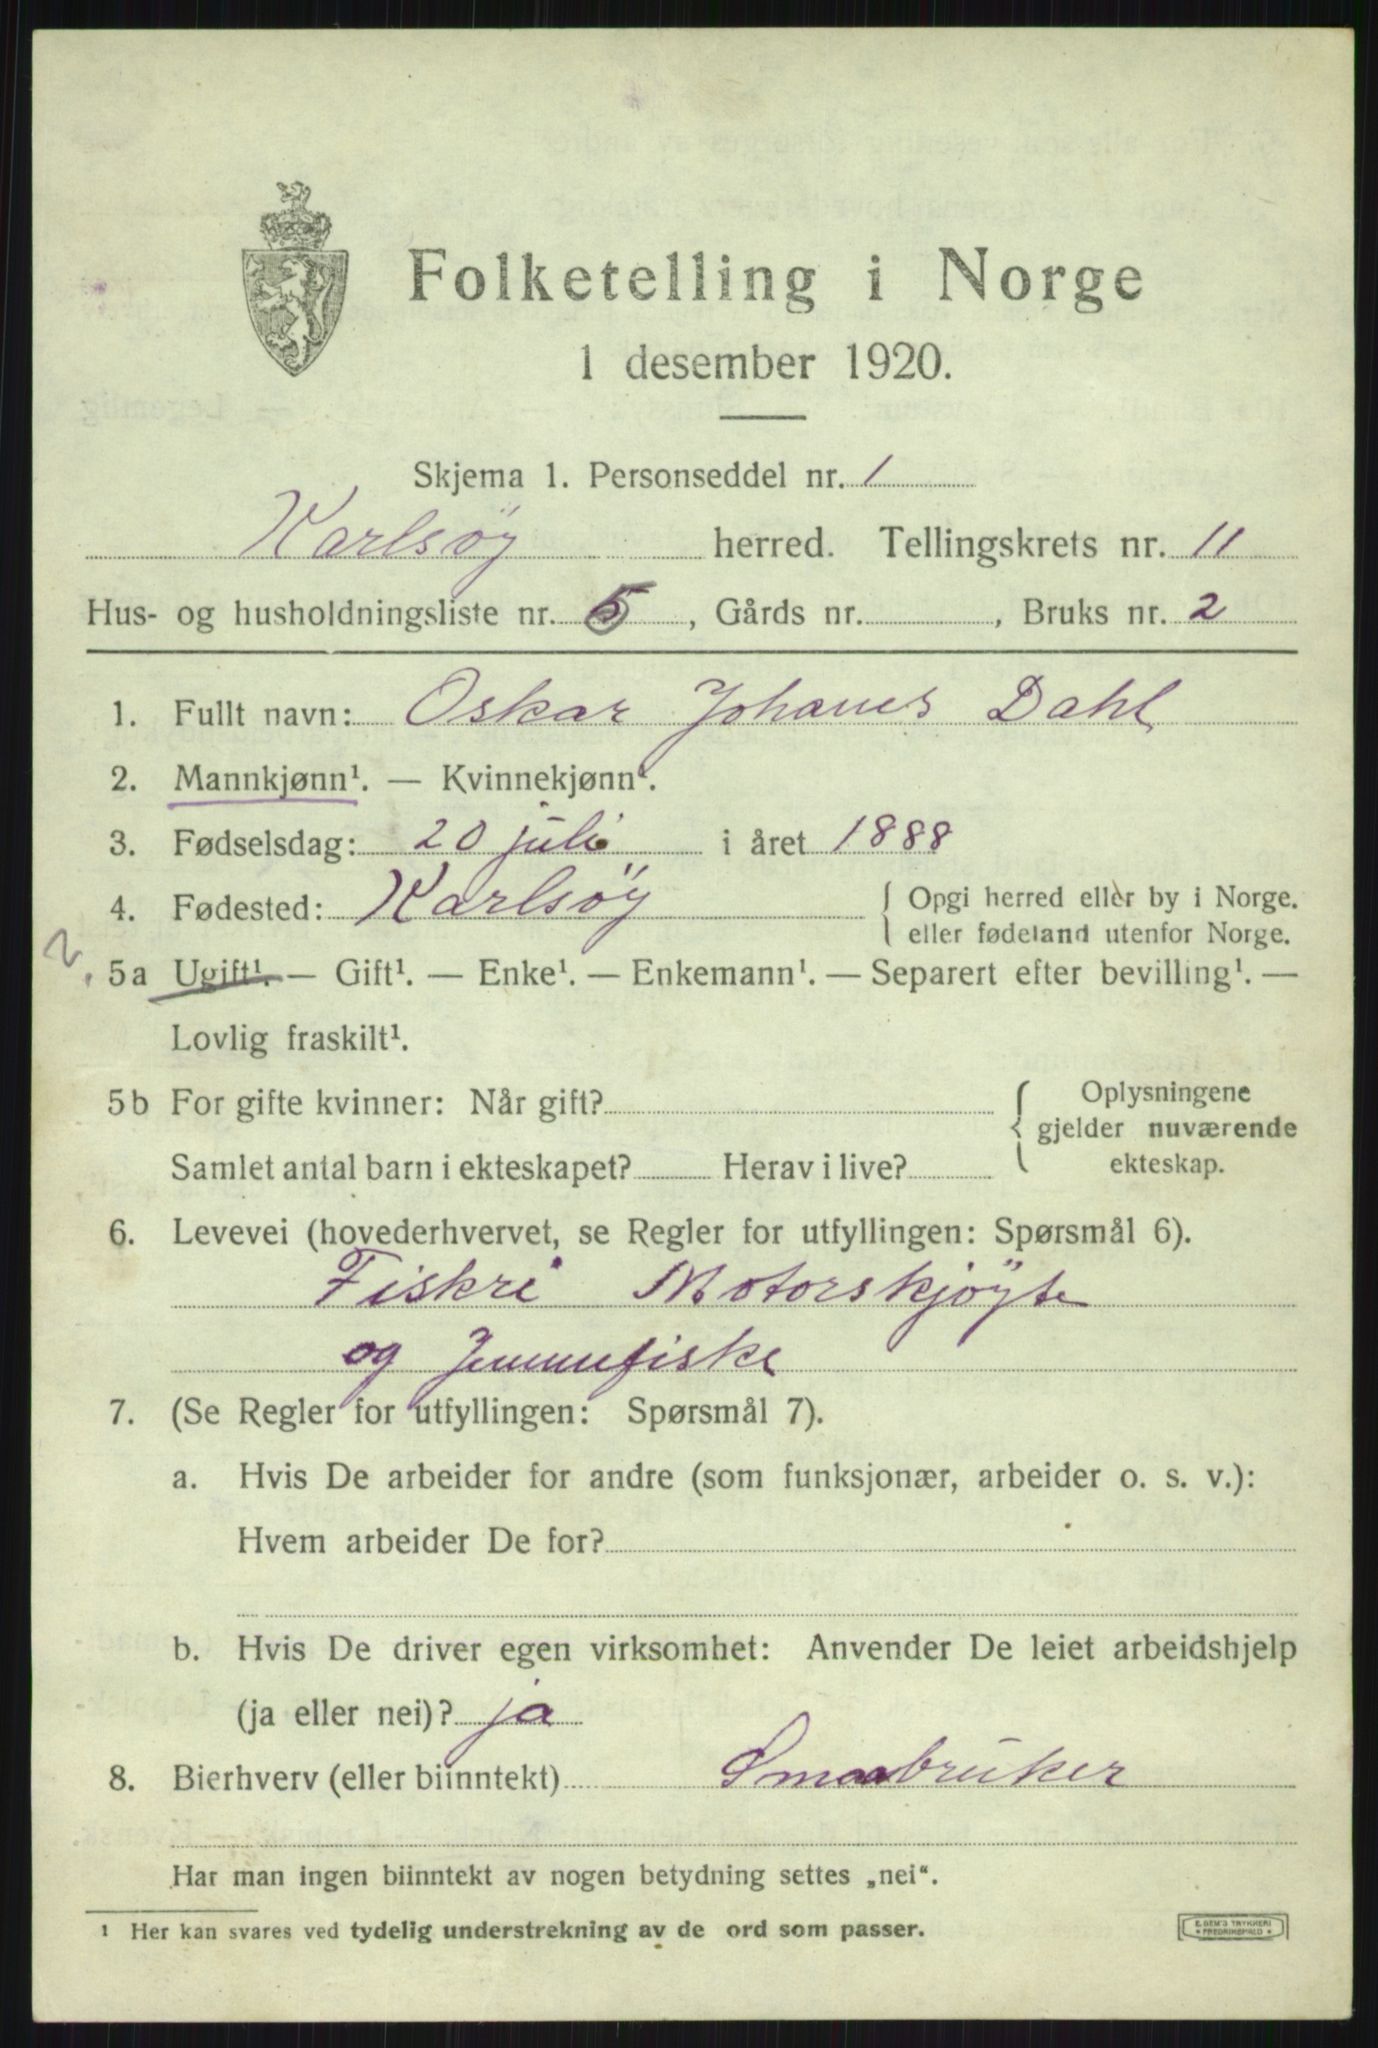 Folketelling i Norge
1 desember 1920.
Skjema 1. Personseddel nr. 1
Karlsöy herred. Tellingskrets nr. 11
Hus- og husholdningsliste nr. 5, Gårds nr. , Bruks nr. 2
1. Fullt navn: Oskar Johanes Dahl
2. Mannkjønn¹. — Kvinnekjønn¹.
3. Fødselsdag: 20 juli i året 1888
4. Fødested: Karlsöy { Opgi herred eller by i Norge.
eller fødeland utenfor Norge.
2.
5a Ugift¹. — Gift¹. — Enke¹. — Enkemann¹. — Separert efter bevilling¹. —
Lovlig fraskilt¹.
5b For gifte kvinner: Når gift? { Oplysningene
gjelder nuværende
Samlet antal barn i ekteskapet? Herav i live? ekteskap.
6. Levevei (hovederhvervet, se Regler for utfyllingen: Spørsmål 6).
Fiskri Motorskjöyte
og Jemmefiske
7. (Se Regler for utfyllingen: Spørsmål 7).
a. Hvis De arbeider for andre (som funksjonær, arbeider o. s. v.):
Hvem arbeider De for?
b. Hvis De driver egen virksomhet: Anvender De leiet arbeidshjelp
(ja eller nei)? ja
8. Bierhverv (eller biinntekt) Smaabruker
Har man ingen biinntekt av nogen betydning settes „nei“.
¹ Her kan svares ved tydelig understrekning av de ord som passer.
E. SEM'S TRYKKERI
FREDRIKSHALD